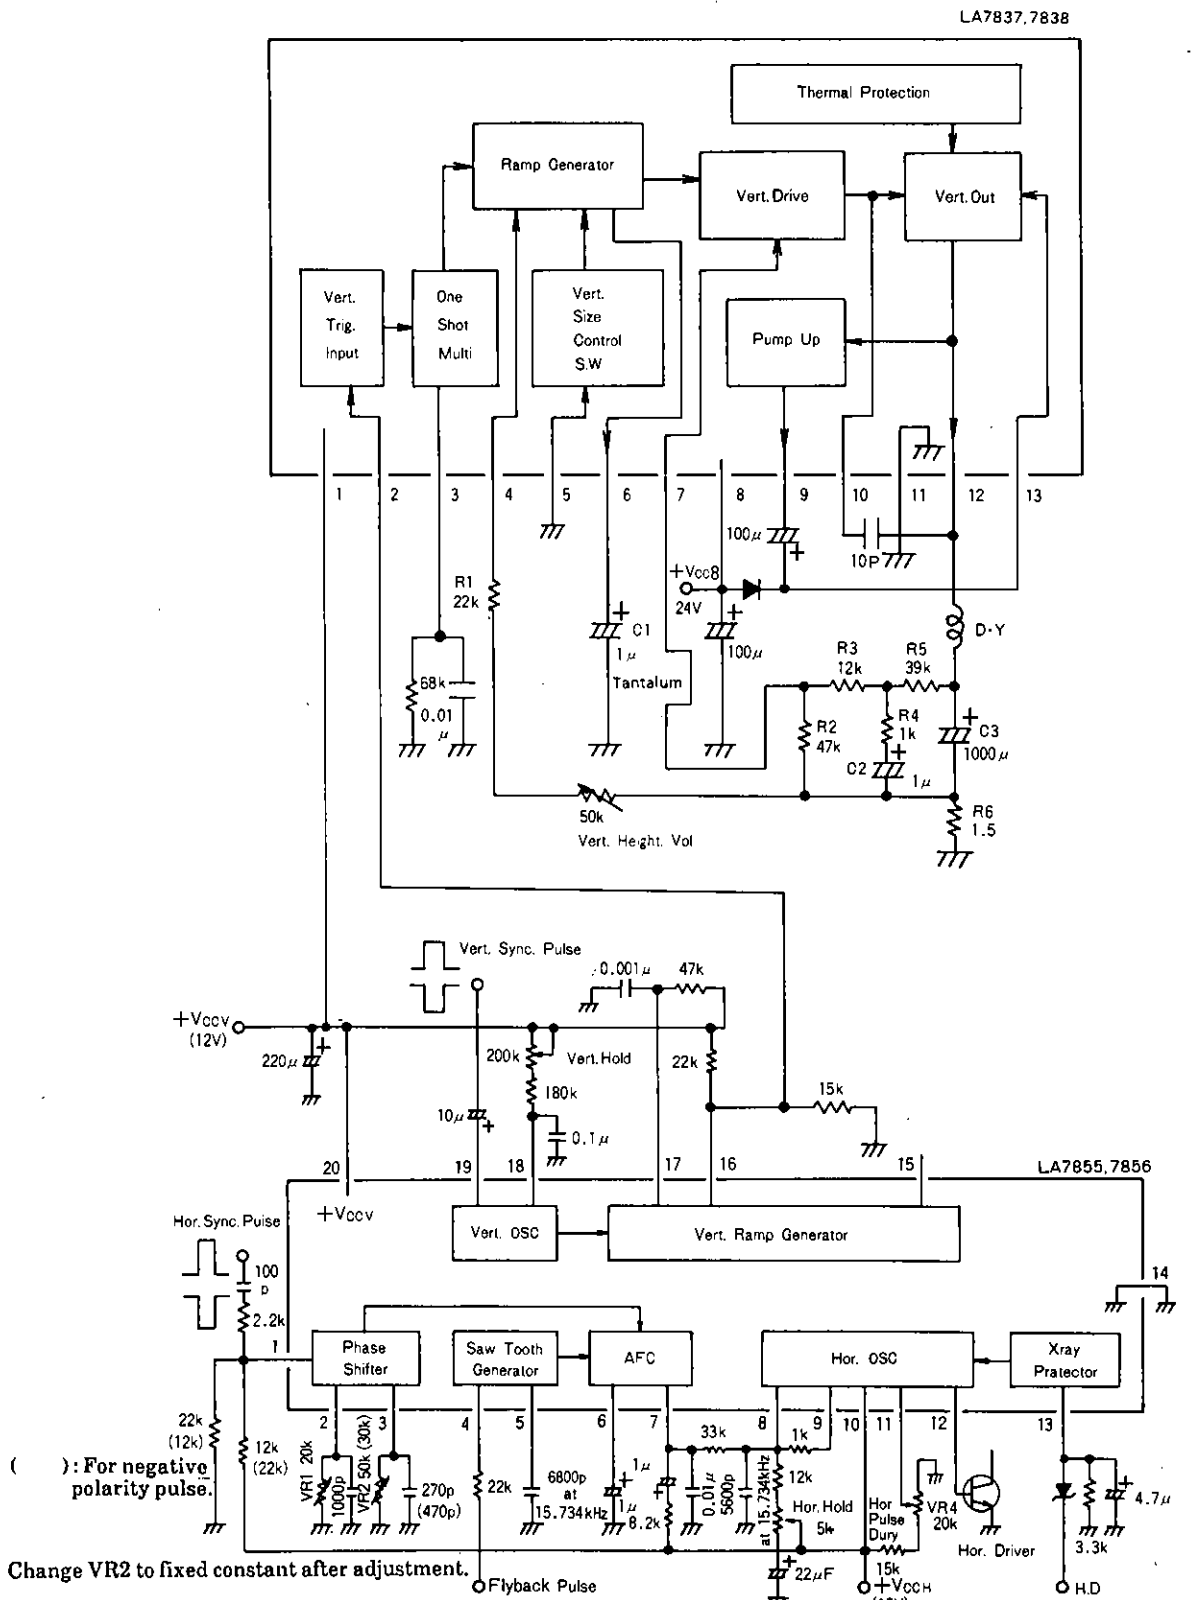 LA7837,7838
Thermal Protection
Ramp Generator
Vert. Drive
Vert. Out
Vert.
Trig.
Input
One
Shot
Multi
Vert.
Size
Control
S.W
Pump Up
1
2
3
4
5
6
7
8
9
10
11
12
13
100μ
10P
+Vcc8
24V
R1
22k
C1
1μ
Tantalum
100μ
D·Y
R3
12k
R5
39k
68k
0.01
μ
R2
47k
R4
1k
C2
1μ
C3
1000μ
R6
1.5
50k
Vert. Height. Vol
Vert. Sync. Pulse
0.001μ
47k
+VCCV
(12V)
220μ
200k
Vert. Hold
22k
180k
15k
10μ
0.1μ
20
19
18
17
16
15
LA7855,7856
+VCCV
Hor. Sync. Pulse
Vert. OSC
Vert. Ramp Generator
100
p
14
2.2k
1
Phase
Shifter
Saw Tooth
Generator
AFC
Hor. OSC
Xray
Pratector
2
3
4
5
6
7
8
9
10
11
12
13
22k
(12k)
12k
(22k)
( ): For negative
polarity pulse.
VR1 20k
1000p
VR2 50k (30k)
270p
(470p)
22k
6800p
at
15.734kHz
1μ
1μ
8.2k
33k
0.01μ
5600p
1k
12k
at 15.734kHz
Hor. Hold
5k
Hor
Pulse
Dury
VR4
20k
15k
Hor. Driver
3.3k
4.7μ
22μF
Change VR2 to fixed constant after adjustment.
Flyback Pulse
+VCCH
H.D